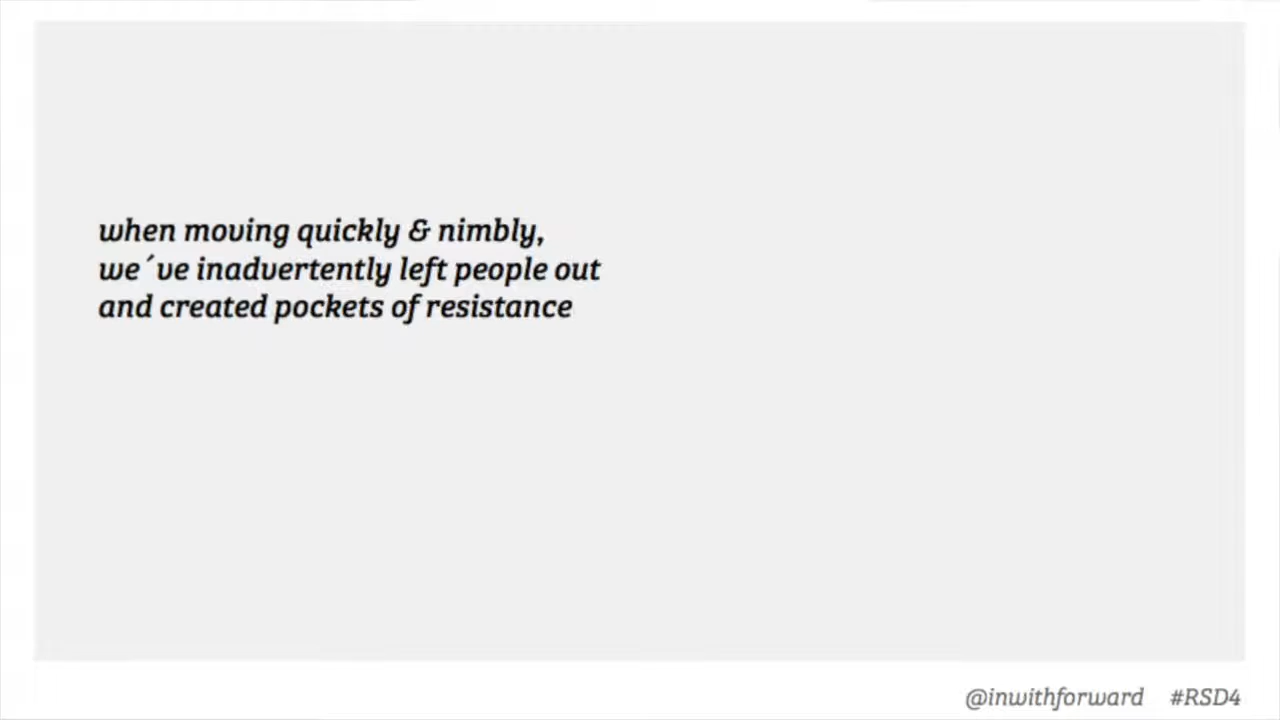 when moving quickly & nimbly,
we´ve inadvertently left people out
and created pockets of resistance
@inwithforward #RSD4